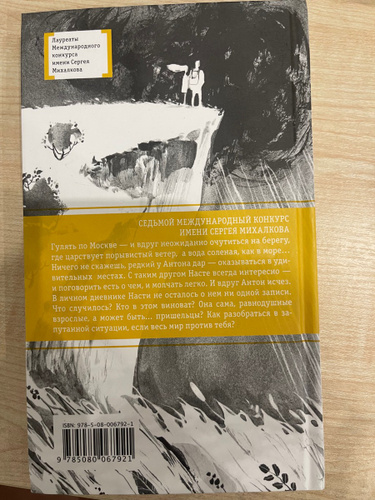 Лауреаты
Международного
конкурса
имени Сергея
Михалкова
СЕДЬМОЙ МЕЖДУНАРОДНЫЙ КОНКУРС
ИМЕНИ СЕРГЕЯ МИХАЛКОВА
Гулять по Москве — и вдруг неожиданно очутиться на берегу,
где царствует порывистый ветер, а вода соленая, как в море...
Ничего не скажешь, редкий у Антона дар — оказываться в уди-
вительных местах. С таким другом Насте всегда интересно —
и поговорить есть о чем, и молчать легко. И вдруг Антон исчез.
В личном дневнике Насти не осталось о нем ни одной записи.
Что случилось? Кто в этом виноват? Она сама, равнодушные
взрослые, а может быть... пришельцы? Как разобраться в за-
путанной ситуации, если весь мир против тебя?
ISBN 978-5-08-006792-1
9 785080 067921